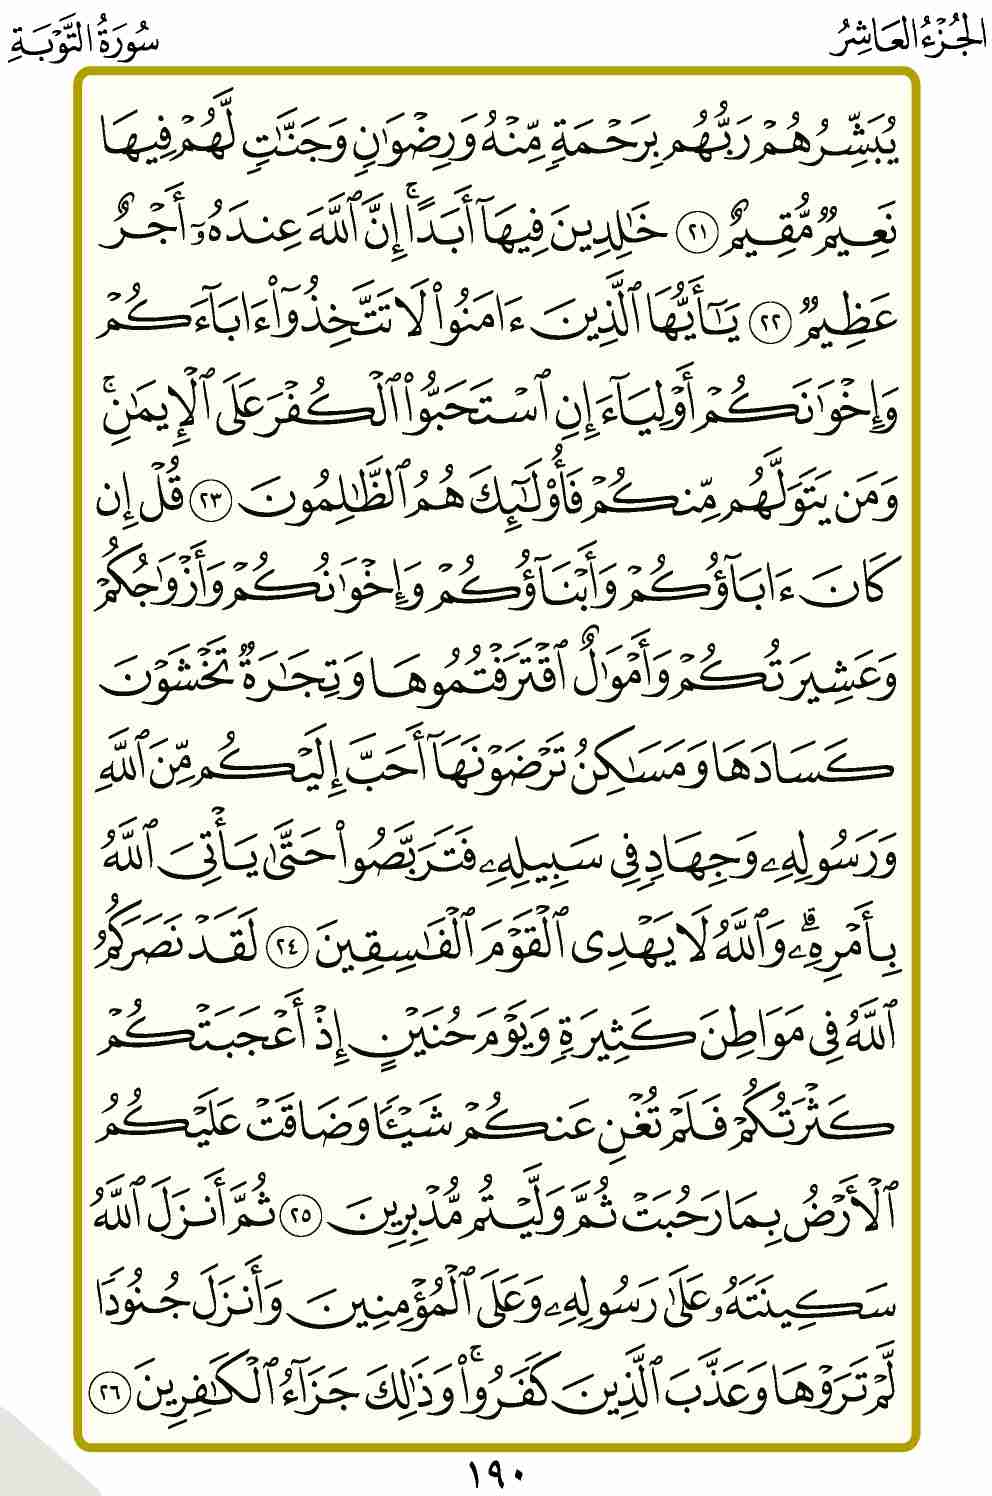 الجُزْءُ العَاشِرُ
سُورَةُ التَّوْبَةِ
يُبَشِّرُهُمْ رَبُّهُم بِرَحْمَةٍ مِّنْهُ وَرِضْوَٰنٍ وَجَنَّٰتٍ لَّهُمْ فِيهَا
نَعِيمٌ مُّقِيمٌ ٢١ خَٰلِدِينَ فِيهَآ أَبَدًا ۚ إِنَّ ٱللَّهَ عِندَهُۥٓ أَجْرٌ
عَظِيمٌ ٢٢ يَٰٓأَيُّهَا ٱلَّذِينَ ءَامَنُوا۟ لَا تَتَّخِذُوٓا۟ ءَابَآءَكُمْ
وَإِخْوَٰنَكُمْ أَوْلِيَآءَ إِنِ ٱسْتَحَبُّوا۟ ٱلْكُفْرَ عَلَى ٱلْإِيمَٰنِ ۚ
وَمَن يَتَوَلَّهُم مِّنكُمْ فَأُو۟لَٰٓئِكَ هُمُ ٱلظَّٰلِمُونَ ٢٣ قُلْ إِن
كَانَ ءَابَآؤُكُمْ وَأَبْنَآؤُكُمْ وَإِخْوَٰنُكُمْ وَأَزْوَٰجُكُمْ
وَعَشِيرَتُكُمْ وَأَمْوَٰلٌ ٱقْتَرَفْتُمُوهَا وَتِجَٰرَةٌ تَخْشَوْنَ
كَسَادَهَا وَمَسَٰكِنُ تَرْضَوْنَهَآ أَحَبَّ إِلَيْكُم مِّنَ ٱللَّهِ
وَرَسُولِهِۦ وَجِهَادٍ فِى سَبِيلِهِۦ فَتَرَبَّصُوا۟ حَتَّىٰ يَأْتِىَ ٱللَّهُ
بِأَمْرِهِۦ ۗ وَٱللَّهُ لَا يَهْدِى ٱلْقَوْمَ ٱلْفَٰسِقِينَ ٢٤ لَقَدْ نَصَرَكُمُ
ٱللَّهُ فِى مَوَاطِنَ كَثِيرَةٍ وَيَوْمَ حُنَيْنٍ إِذْ أَعْجَبَتْكُمْ
كَثْرَتُكُمْ فَلَمْ تُغْنِ عَنكُمْ شَيْـًٔا وَضَاقَتْ عَلَيْكُمُ
ٱلْأَرْضُ بِمَا رَحُبَتْ ثُمَّ وَلَّيْتُم مُّدْبِرِينَ ٢٥ ثُمَّ أَنزَلَ ٱللَّهُ
سَكِينَتَهُۥ عَلَىٰ رَسُولِهِۦ وَعَلَى ٱلْمُؤْمِنِينَ وَأَنزَلَ جُنُودًا
لَّمْ تَرَوْهَا وَعَذَّبَ ٱلَّذِينَ كَفَرُوا۟ ۚ وَذَٰلِكَ جَزَآءُ ٱلْكَٰفِرِينَ ٢٦
١٩٠